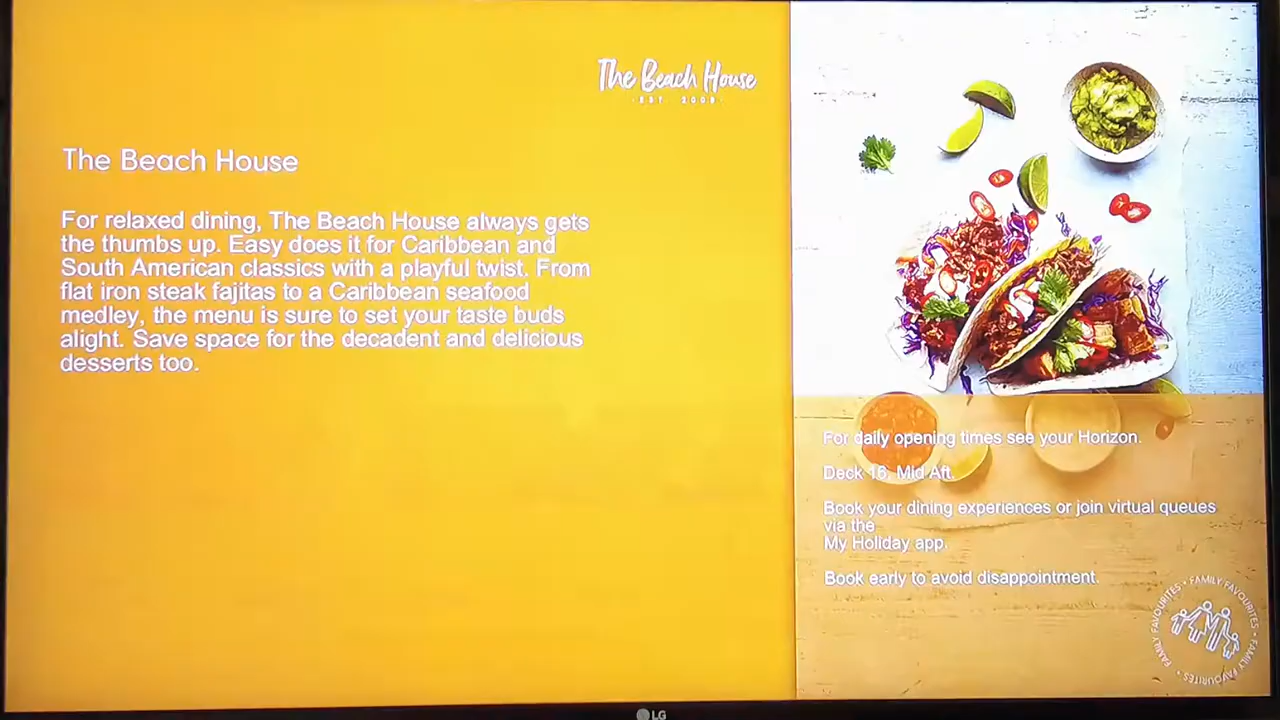 The Beach House
EST. 2008
The Beach House
For relaxed dining, The Beach House always gets
the thumbs up. Easy does it for Caribbean and
South American classics with a playful twist. From
flat iron steak fajitas to a Caribbean seafood
medley, the menu is sure to set your taste buds
alight. Save space for the decadent and delicious
desserts too.
For daily opening times see your Horizon.
Deck 16, Mid Aft.
Book your dining experiences or join virtual queues
via the
My Holiday app.
Book early to avoid disappointment.
FAMILY FAVOURITES • FAMILY FAVOURITES • FAMILY FAVOURITES •
LG